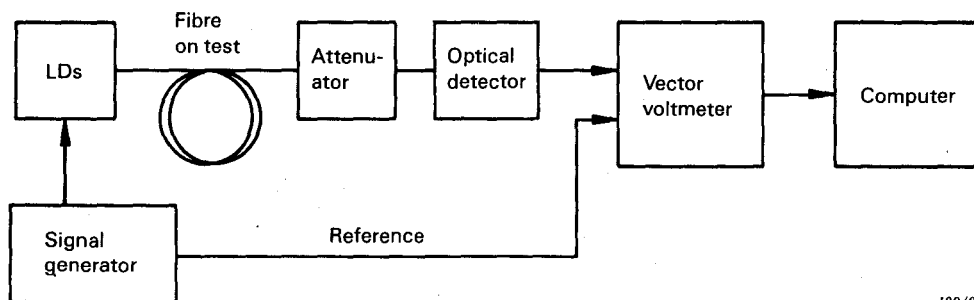 Fibre
on test
LDs
Attenu-
ator
Optical
detector
Vector
voltmeter
Computer
Signal
generator
Reference